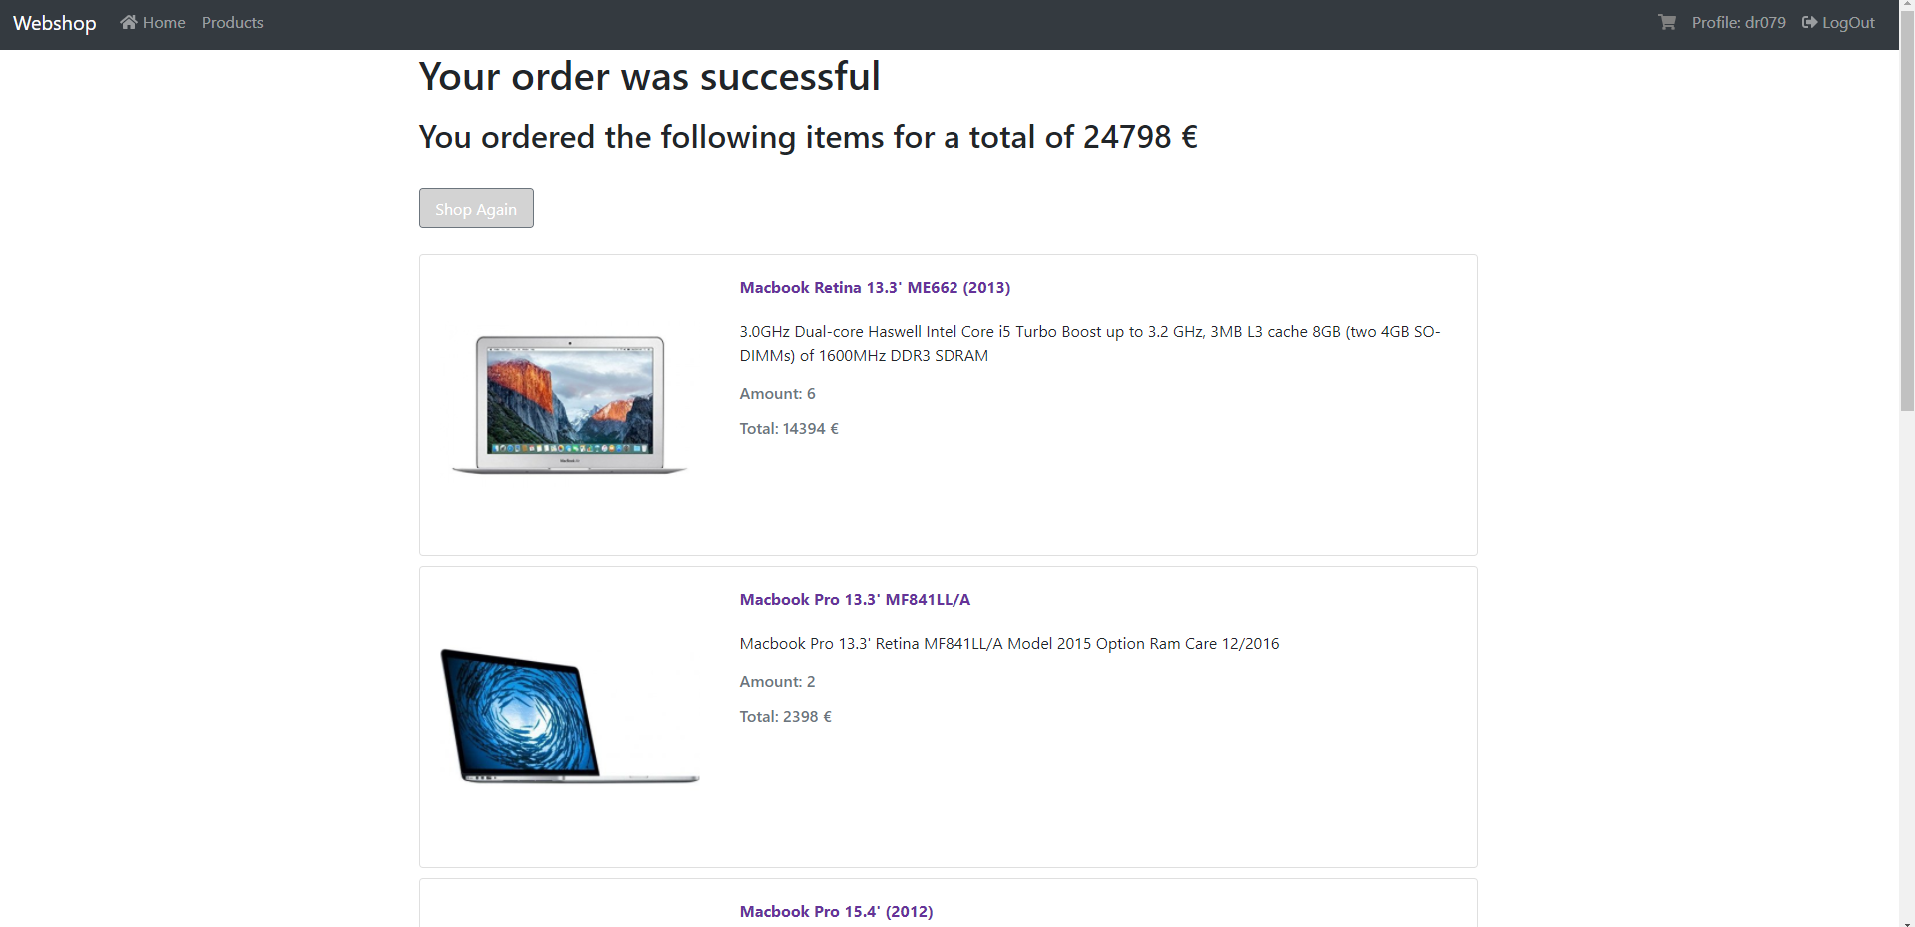 Webshop Home Products Profile: dr079 LogOut
Your order was successful
You ordered the following items for a total of 24798 €
Shop Again
Macbook Retina 13.3' ME662 (2013)
3.0GHz Dual-core Haswell Intel Core i5 Turbo Boost up to 3.2 GHz, 3MB L3 cache 8GB (two 4GB SO-
DIMMs) of 1600MHz DDR3 SDRAM
Amount: 6
Total: 14394 €
Macbook Pro 13.3' MF841LL/A
Macbook Pro 13.3' Retina MF841LL/A Model 2015 Option Ram Care 12/2016
Amount: 2
Total: 2398 €
Macbook Pro 15.4' (2012)